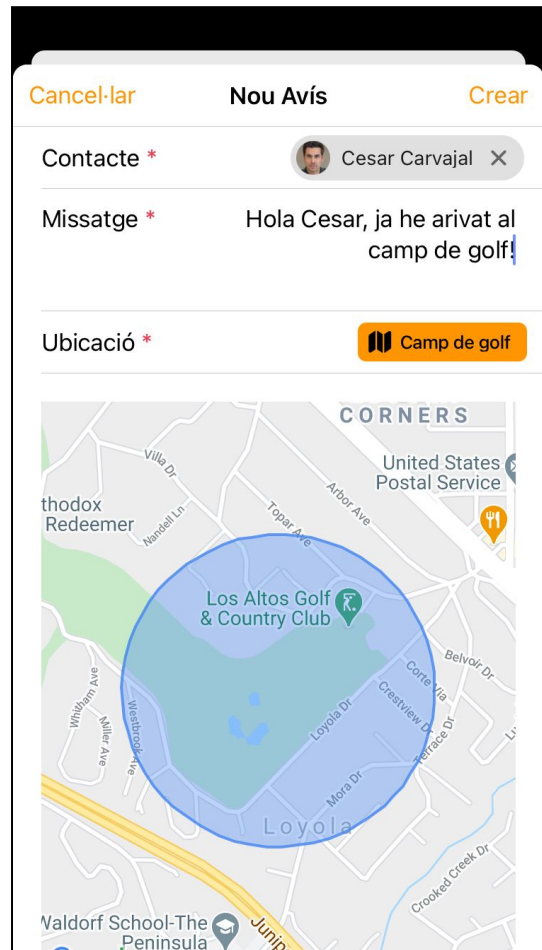 Cancel·lar Nou Avís Crear
Contacte * Cesar Carvajal
Missatge * Hola Cesar, ja he arivat al
camp de golf!
Ubicació * Camp de golf
CORNERS
United States
Postal Service
Villa Dr
Arbor Ave
thodox
Redeemer
Nandell Ln
Topar Ave
Los Altos Golf
& Country Club
Belvoir Dr
Corte Via
Whitham Ave
Miller Ave
Westbrook Ave
Crestview Dr
Loyola Dr
Terrace Dr
Mora Dr
Loyola
Crooked Creek Dr
Waldorf School-The
Peninsula
Junip